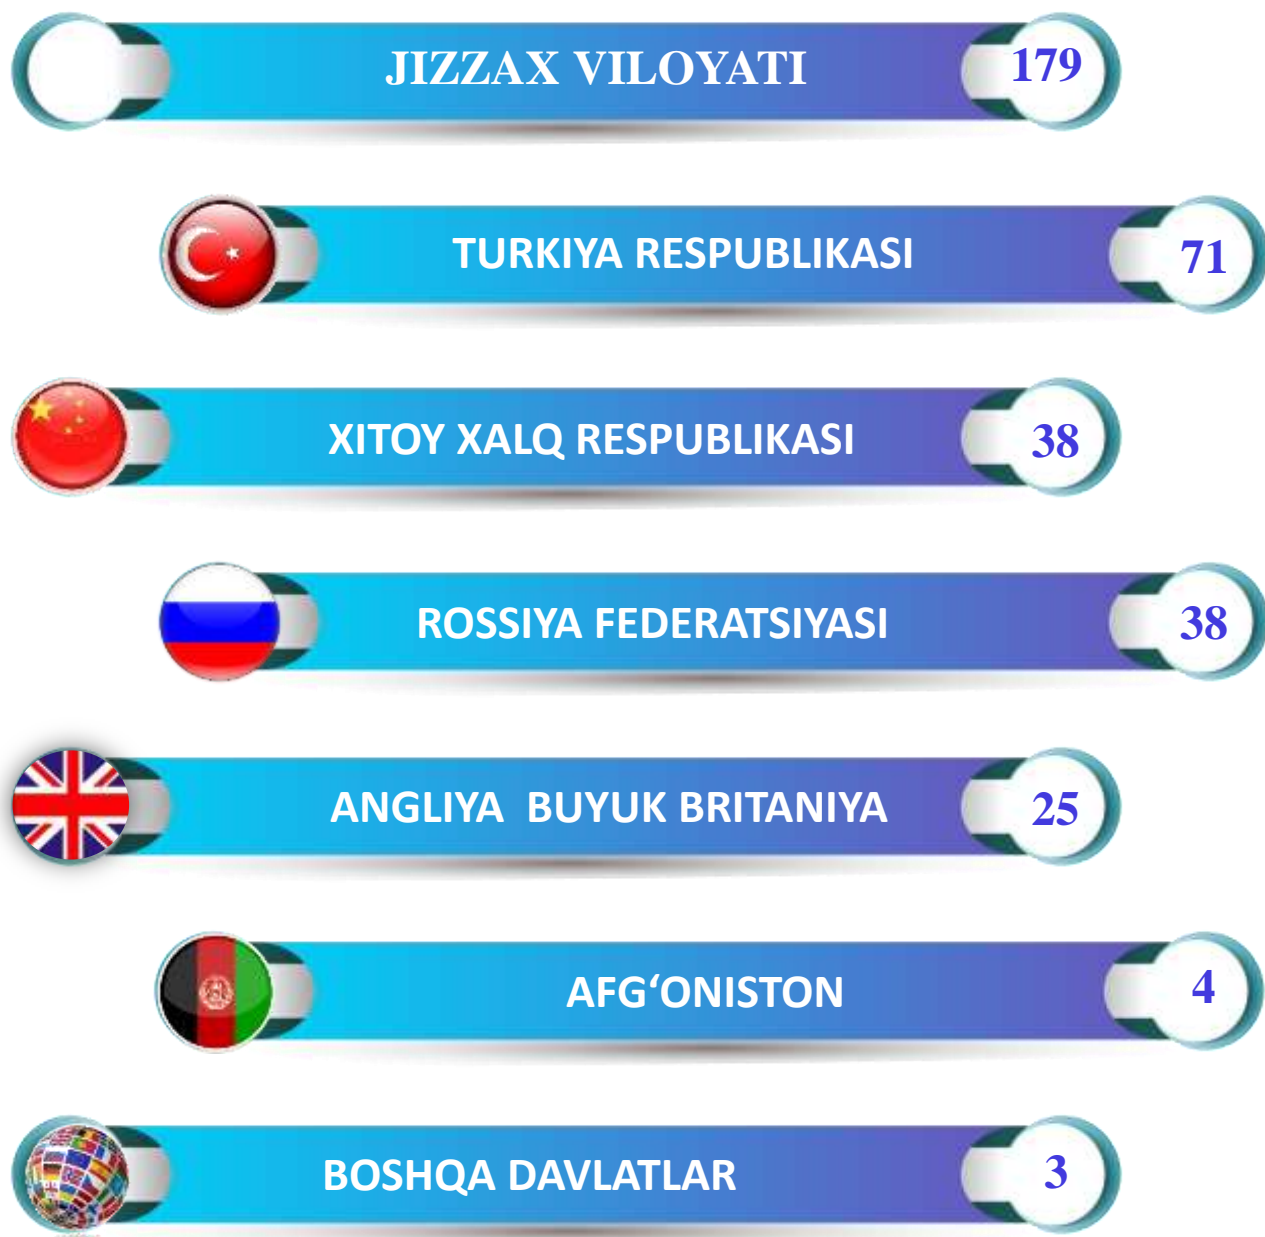 JIZZAX VILOYATI 179
TURKIYA RESPUBLIKASI 71
XITOY XALQ RESPUBLIKASI 38
ROSSIYA FEDERATSIYASI 38
ANGLIYA BUYUK BRITANIYA 25
AFG‘ONISTON 4
BOSHQA DAVLATLAR 3